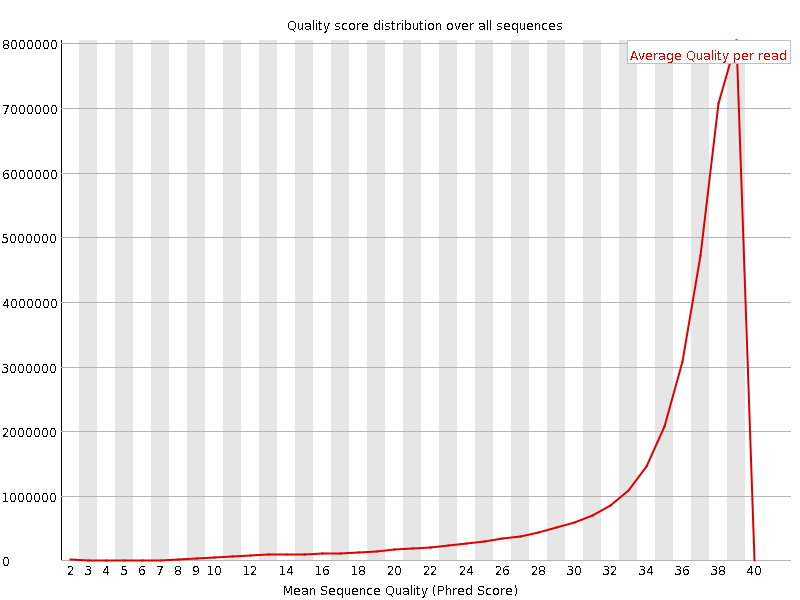 Quality score distribution over all sequences
Average Quality per read
8000000
7000000
6000000
5000000
4000000
3000000
2000000
1000000
0
2 3 4 5 6 7 8 9 10 12 14 16 18 20 22 24 26 28 30 32 34 36 38 40
Mean Sequence Quality (Phred Score)